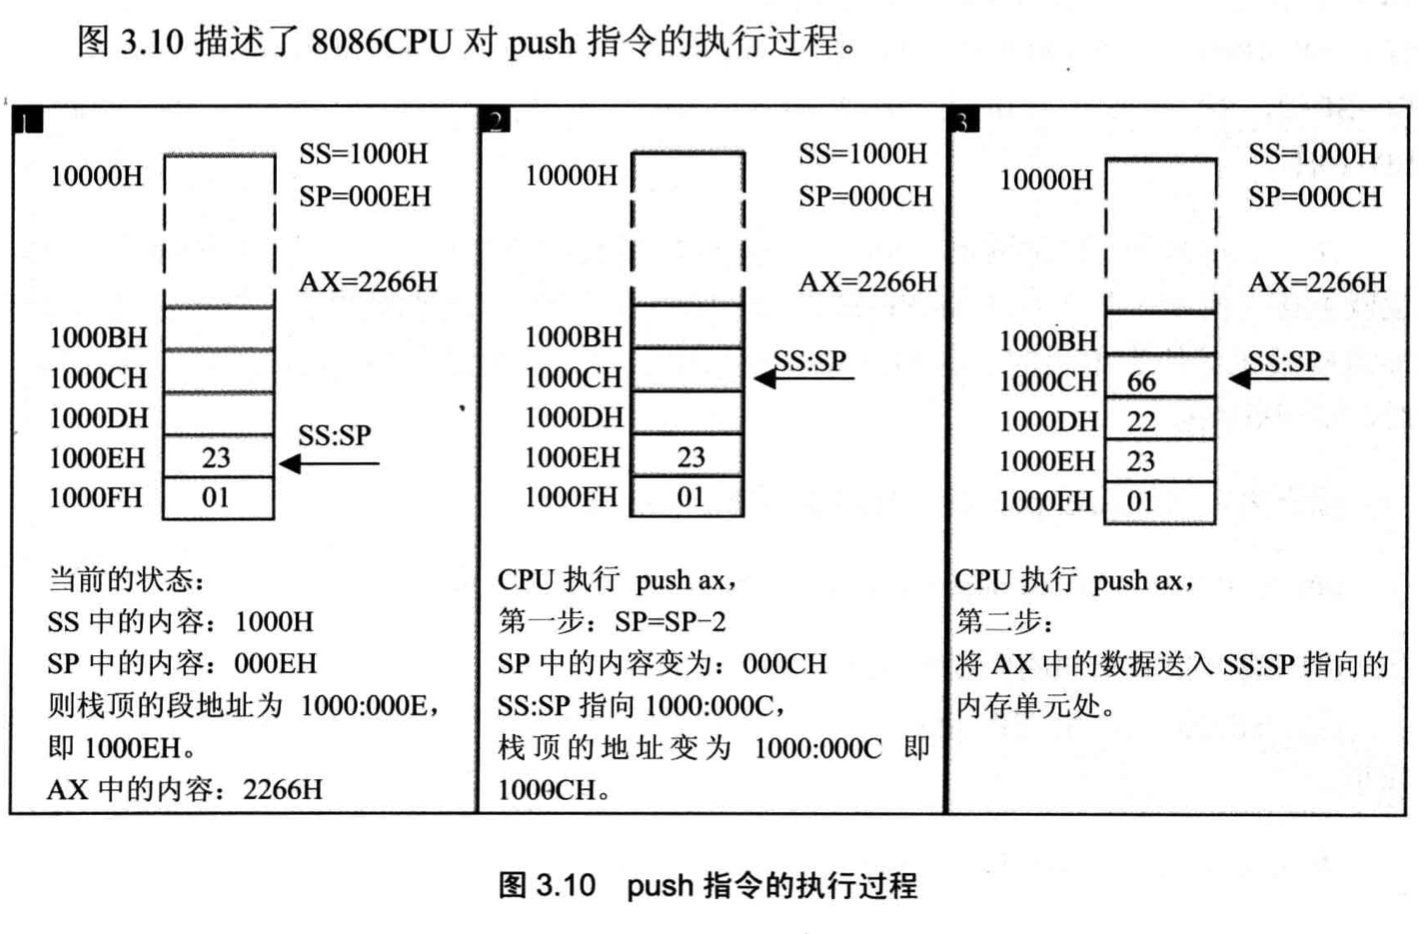 图 3.10 描述了 8086CPU 对 push 指令的执行过程。
1
10000H
SS=1000H
SP=000EH
AX=2266H
1000BH
1000CH
1000DH
SS:SP
1000EH 23
1000FH 01
当前的状态：
SS 中的内容：1000H
SP 中的内容：000EH
则栈顶的段地址为 1000:000E，
即 1000EH。
AX 中的内容：2266H
2
10000H
SS=1000H
SP=000CH
AX=2266H
1000BH
SS:SP
1000CH
1000DH
1000EH 23
1000FH 01
CPU 执行 push ax，
第一步：SP=SP-2
SP 中的内容变为：000CH
SS:SP 指向 1000:000C，
栈顶的地址变为 1000:000C 即
1000CH。
3
10000H
SS=1000H
SP=000CH
AX=2266H
1000BH
SS:SP
1000CH 66
1000DH 22
1000EH 23
1000FH 01
CPU 执行 push ax，
第二步：
将 AX 中的数据送入 SS:SP 指向的
内存单元处。
图 3.10 push 指令的执行过程